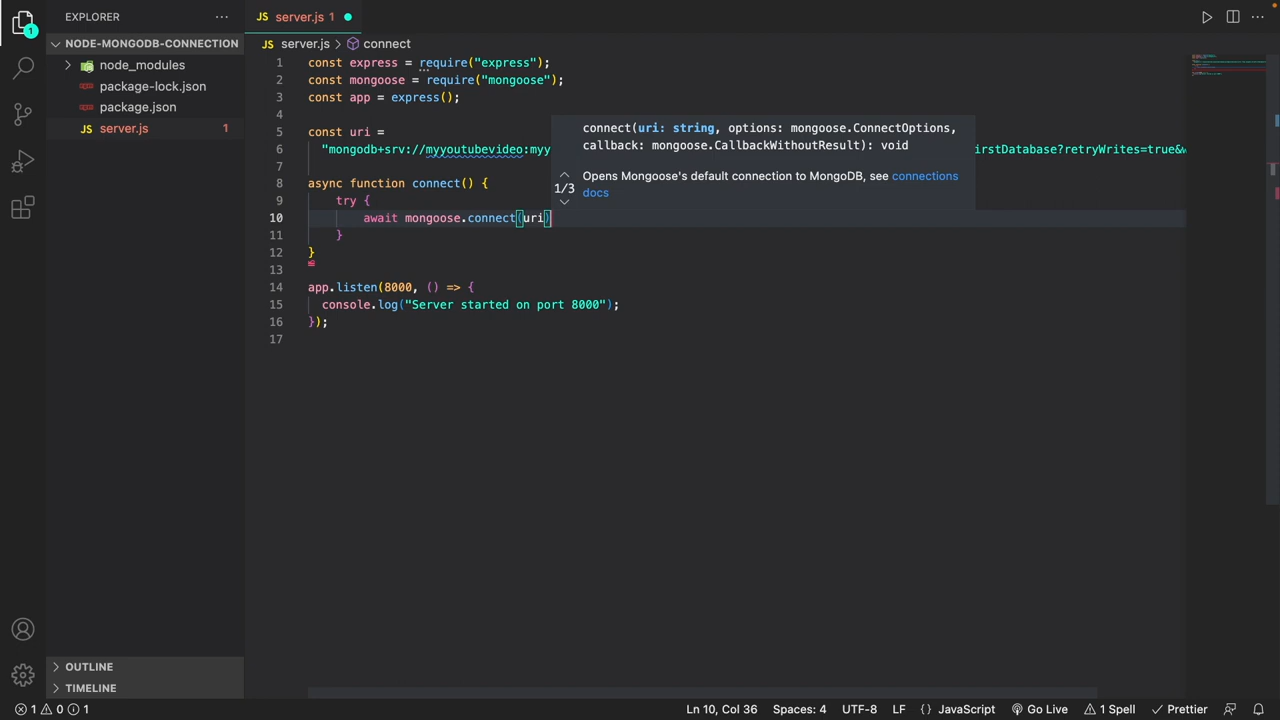 EXPLORER
server.js 1
NODE-MONGODB-CONNECTION
server.js > connect
node_modules
package-lock.json
package.json
server.js 1
1 const express = require("express");
2 const mongoose = require("mongoose");
3 const app = express();
4
5 const uri =
6 "mongodb+srv://myyoutubevideo:myy
irstDatabase?retryWrites=true&w
7
8 async function connect() {
9 try {
10 await mongoose.connect(uri)
11 }
12 }
13
14 app.listen(8000, () => {
15 console.log("Server started on port 8000");
16 });
17
connect(uri: string, options: mongoose.ConnectOptions,
callback: mongoose.CallbackWithoutResult): void
1/3
Opens Mongoose's default connection to MongoDB, see connections
docs
1
OUTLINE
TIMELINE
1 0 1
Ln 10, Col 36 Spaces: 4 UTF-8 LF {} JavaScript Go Live 1 Spell Prettier